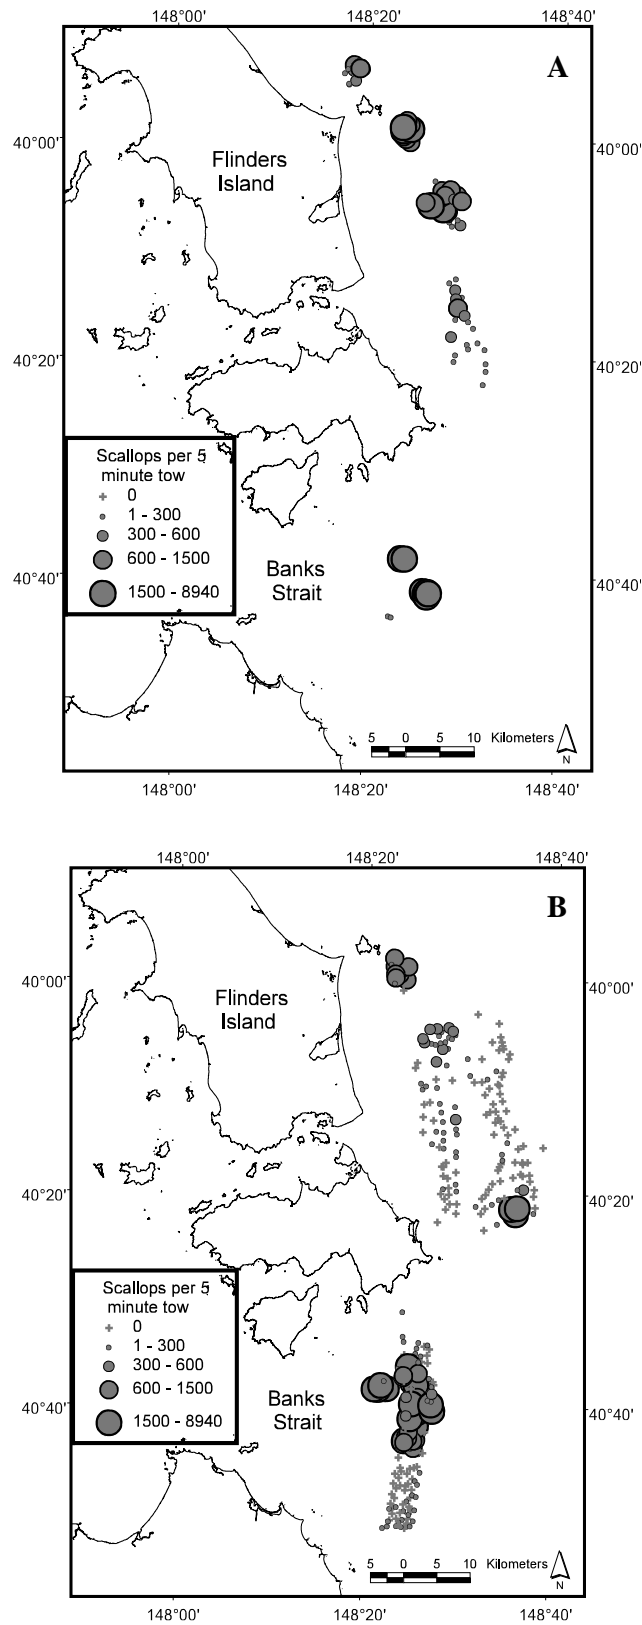 148°00'
148°20'
148°40'
A
40°00'
40°00'
Flinders
Island
40°20'
40°20'
Scallops per 5
minute tow
0
1 - 300
300 - 600
600 - 1500
1500 - 8940
Banks
Strait
40°40'
40°40'
5 0 5 10 Kilometers
N
148°00'
148°20'
148°40'
148°00'
148°20'
148°40'
B
40°00'
40°00'
Flinders
Island
40°20'
40°20'
Scallops per 5
minute tow
0
1 - 300
300 - 600
600 - 1500
1500 - 8940
Banks
Strait
40°40'
40°40'
5 0 5 10 Kilometers
N
148°00'
148°20'
148°40'